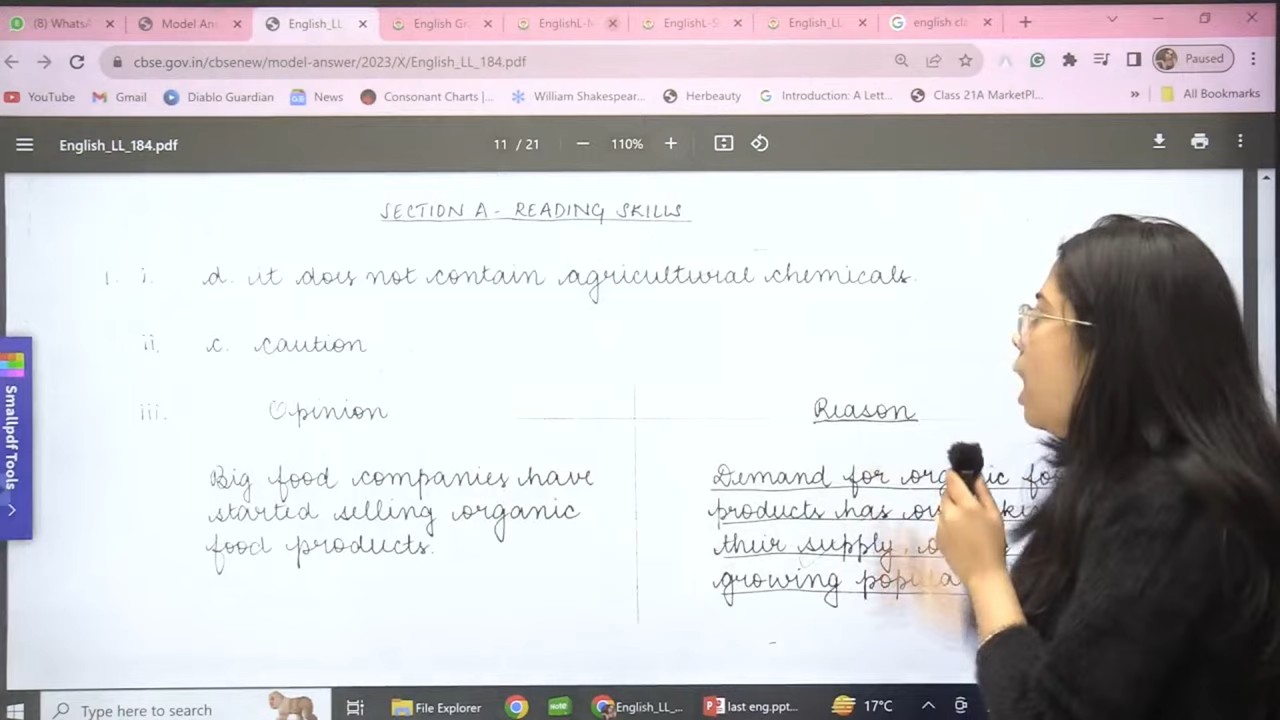 (8) Whats
Model An
English_LL
English Gr
EnglishL-
EnglishL-S
English_LL
english cl
cbse.gov.in/cbsenew/model-answer/2023/X/English_LL_184.pdf
Paused
YouTube
Gmail
Diablo Guardian
News
Consonant Charts |...
William Shakespear...
Herbeauty
Introduction: A Lett...
Class 21A MarketPl...
»
All Bookmarks
English_LL_184.pdf
11 / 21
110%
SECTION A - READING SKILLS
1. i. d. it does not contain agricultural chemicals.
ii. c. caution
iii. Opinion
Reason
Big food companies have
started selling organic
food products.
Demand for organic
products has
their supply,
growing
Smallpdf Tools
Type here to search
File Explorer
English_LL_...
last eng.ppt...
17°C